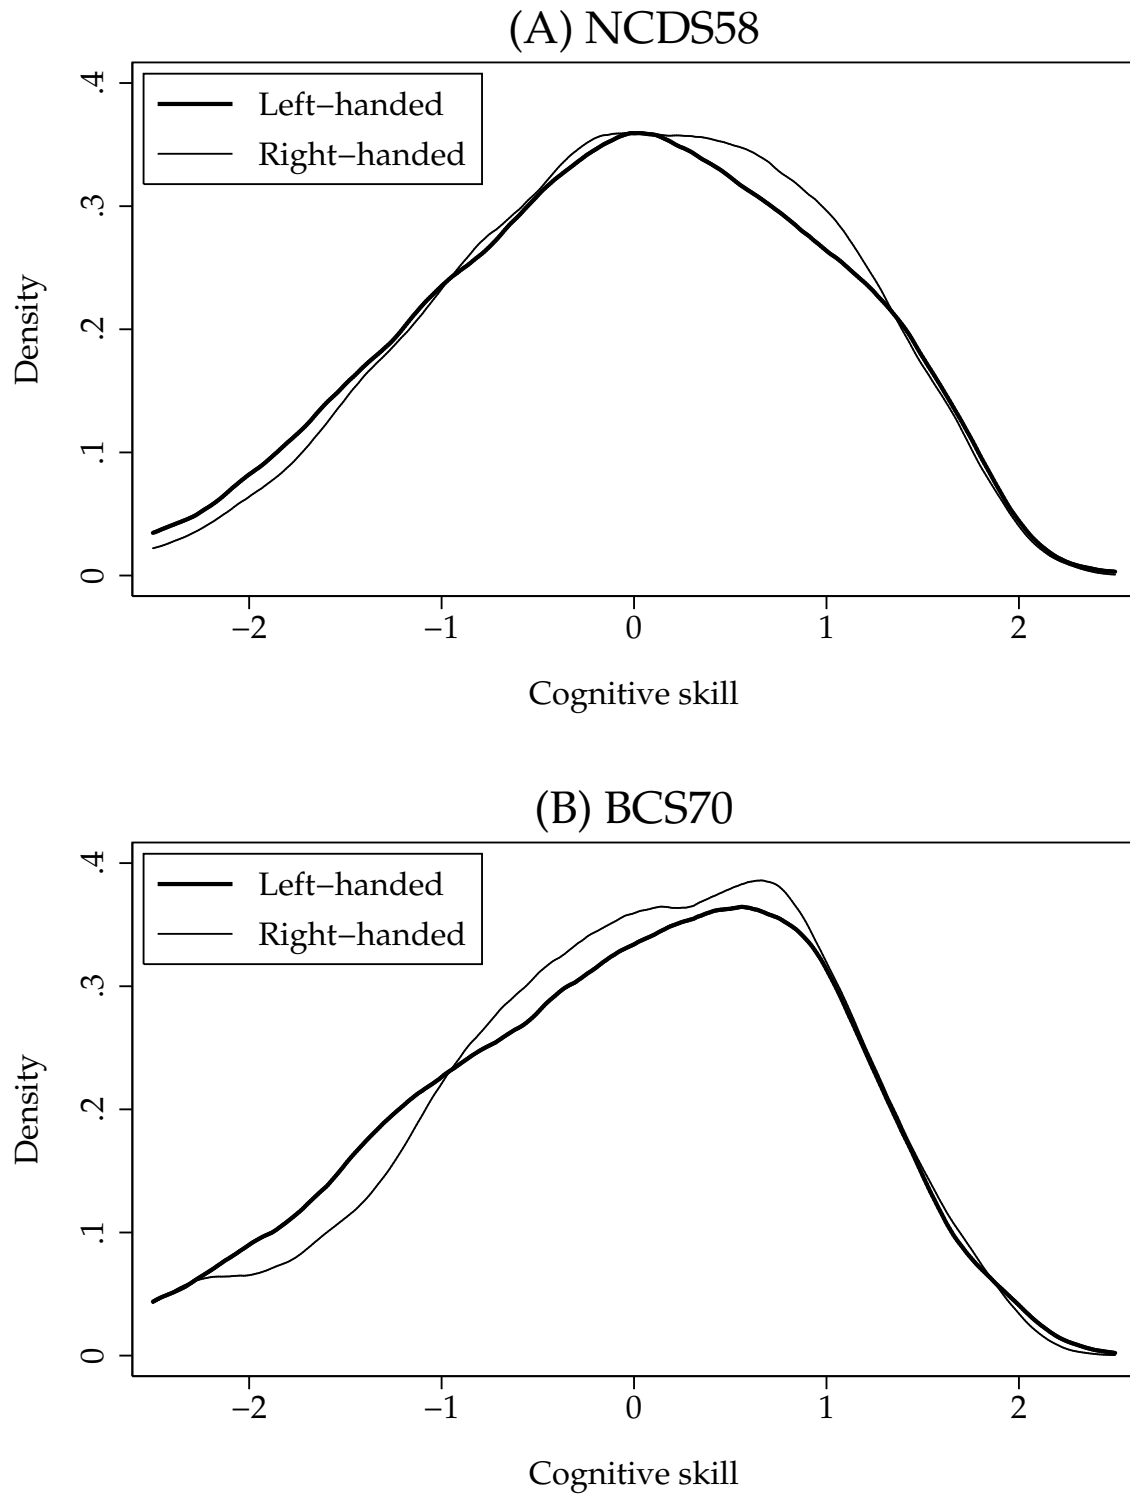 (A) NCDS58
Left−handed
Right−handed
Density
.4
.3
.2
.1
0
−2 −1 0 1 2
Cognitive skill
(B) BCS70
Left−handed
Right−handed
Density
.4
.3
.2
.1
0
−2 −1 0 1 2
Cognitive skill